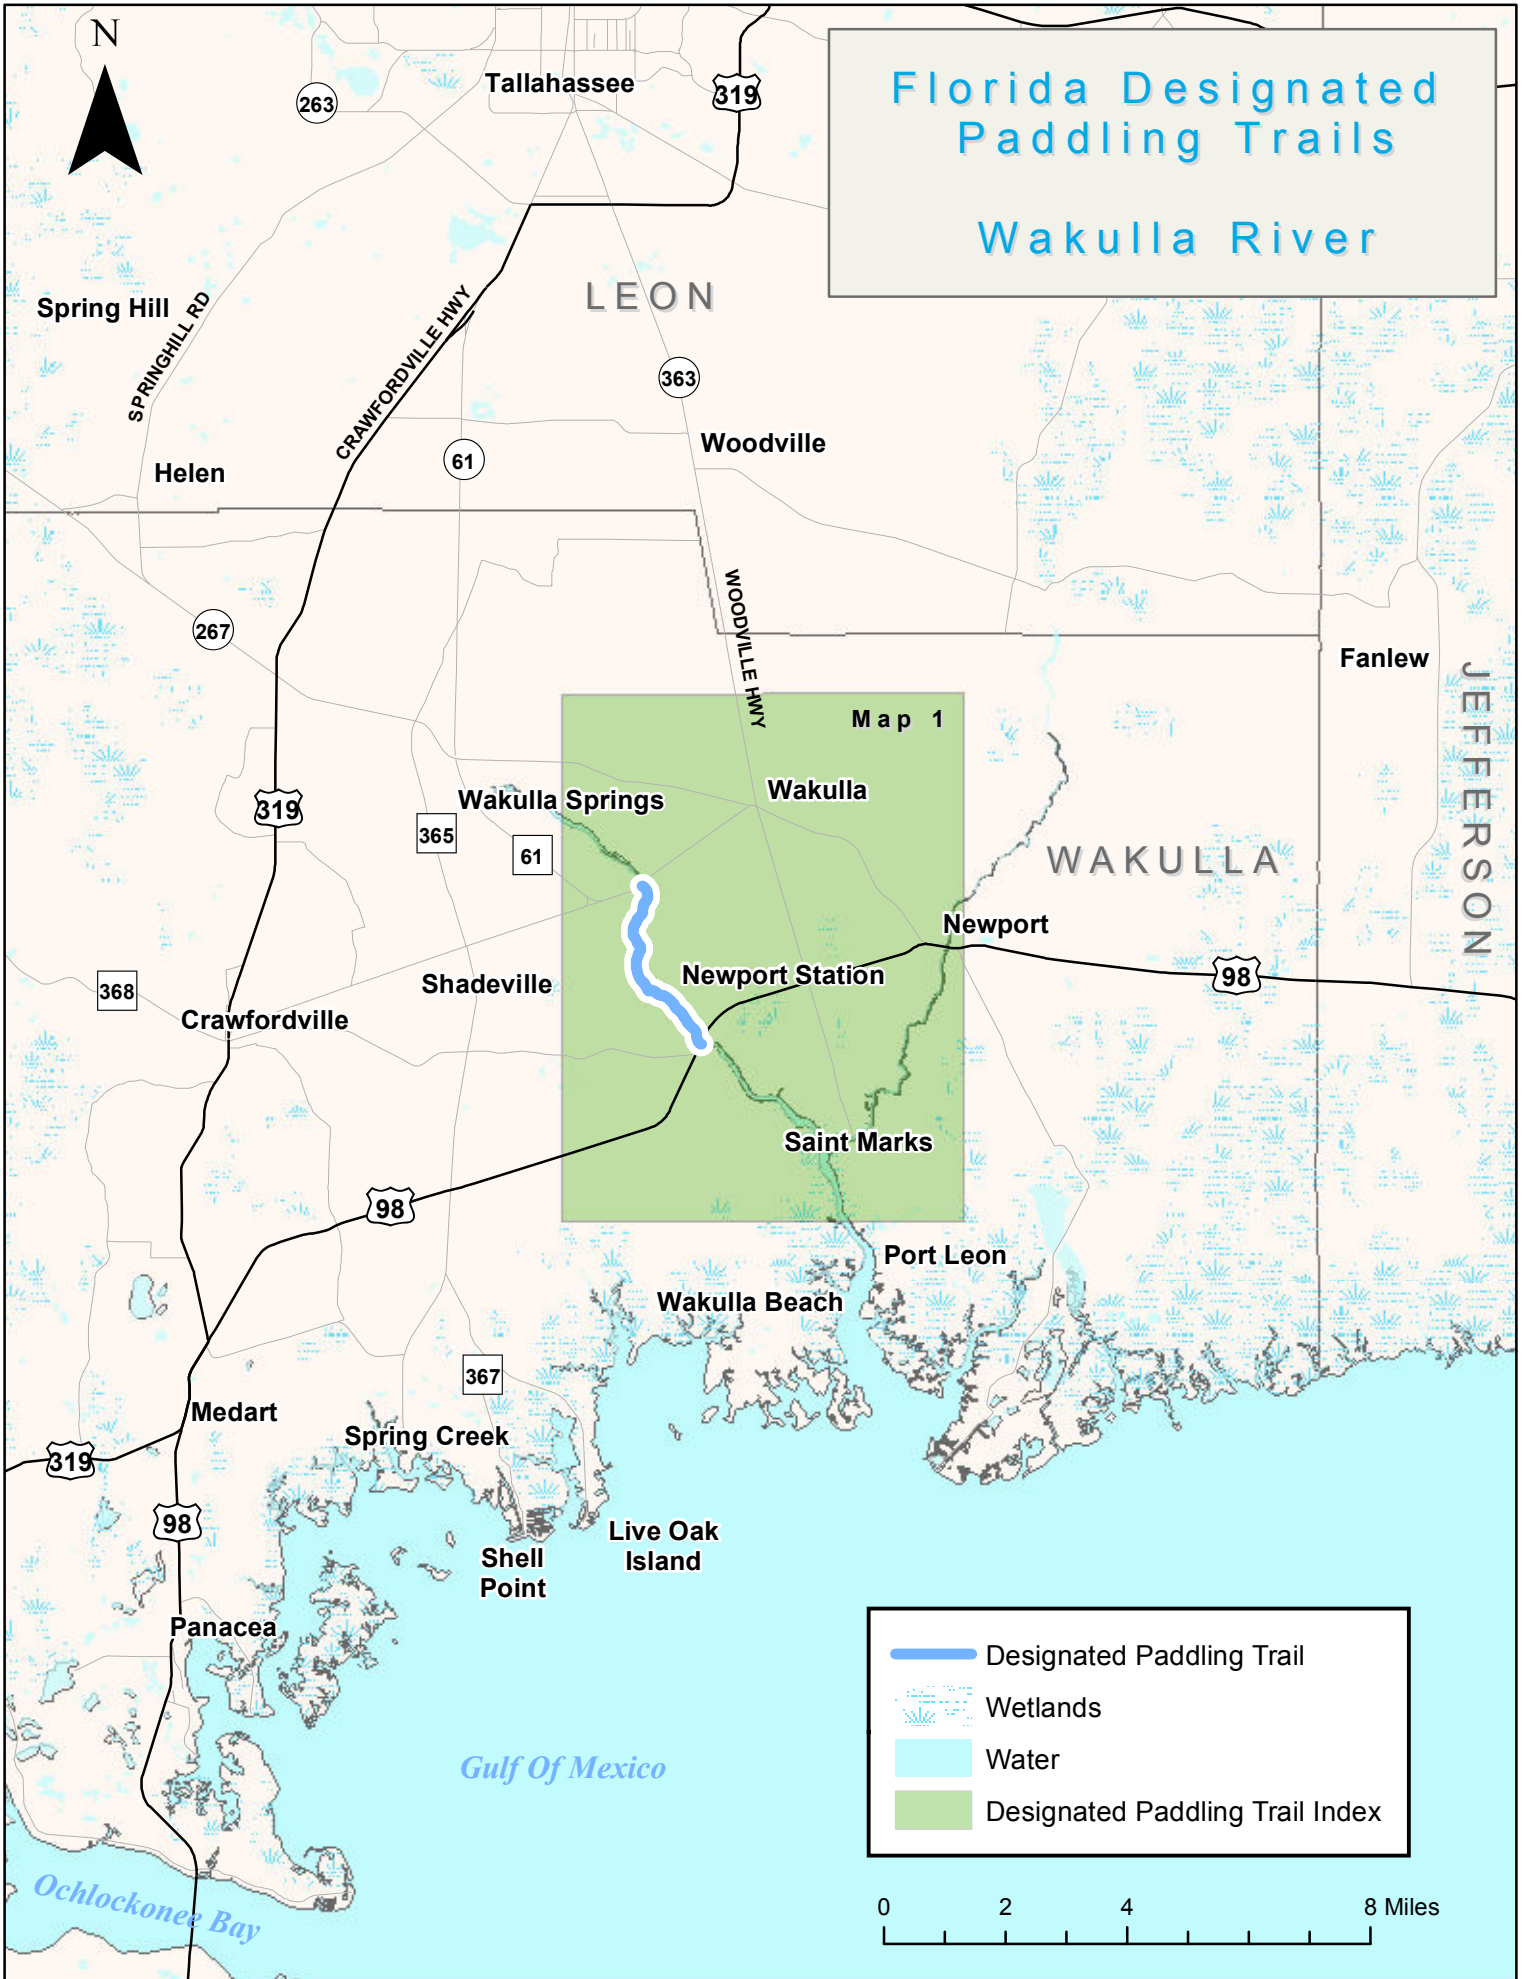 N
Florida Designated
Paddling Trails
Wakulla River
Tallahassee
263
319
LEON
Spring Hill
SPRINGHILL RD
CRAWFORDVILLE HWY
363
Woodville
61
Helen
WOODVILLE HWY
267
Fanlew
JEFFERSON
Map 1
Wakulla Springs
Wakulla
319
365
61
WAKULLA
Newport
Shadeville
Newport Station
98
368
Crawfordville
Saint Marks
98
Port Leon
Wakulla Beach
367
Medart
Spring Creek
319
98
Live Oak
Island
Shell
Point
Panacea
Designated Paddling Trail
Wetlands
Water
Designated Paddling Trail Index
Gulf Of Mexico
Ochlockonee Bay
0 2 4 8 Miles